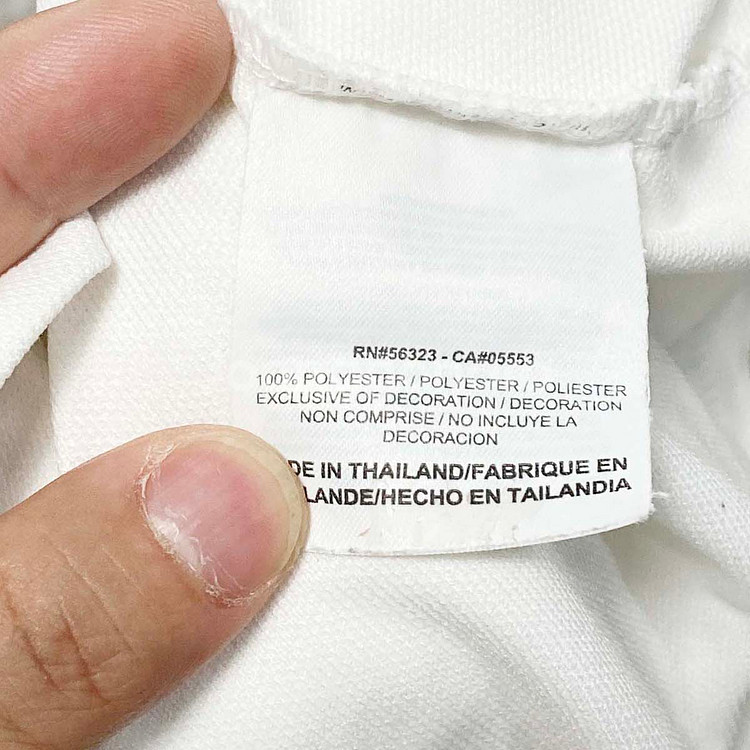 RN#56323 - CA#05553
100% POLYESTER / POLYESTER / POLIESTER
EXCLUSIVE OF DECORATION / DECORATION
NON COMPRISE / NO INCLUYE LA
DECORACION
DE IN THAILAND/FABRIQUE EN
LANDE/HECHO EN TAILANDIA